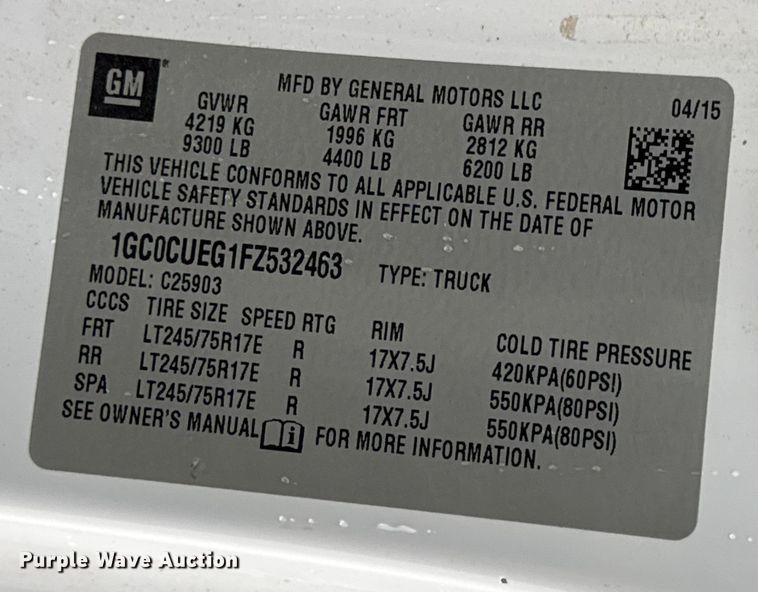 GM
MFD BY GENERAL MOTORS LLC 04/15
GVWR GAWR FRT GAWR RR
4219 KG 1996 KG 2812 KG
9300 LB 4400 LB 6200 LB
THIS VEHICLE CONFORMS TO ALL APPLICABLE U.S. FEDERAL MOTOR
VEHICLE SAFETY STANDARDS IN EFFECT ON THE DATE OF
MANUFACTURE SHOWN ABOVE.
1GC0CUEG1FZ532463 TYPE: TRUCK
MODEL: C25903
CCCS TIRE SIZE SPEED RTG RIM COLD TIRE PRESSURE
FRT LT245/75R17E R 17X7.5J 420KPA(60PSI)
RR LT245/75R17E R 17X7.5J 550KPA(80PSI)
SPA LT245/75R17E R 17X7.5J 550KPA(80PSI)
SEE OWNER'S MANUAL FOR MORE INFORMATION.
Purple Wave Auction